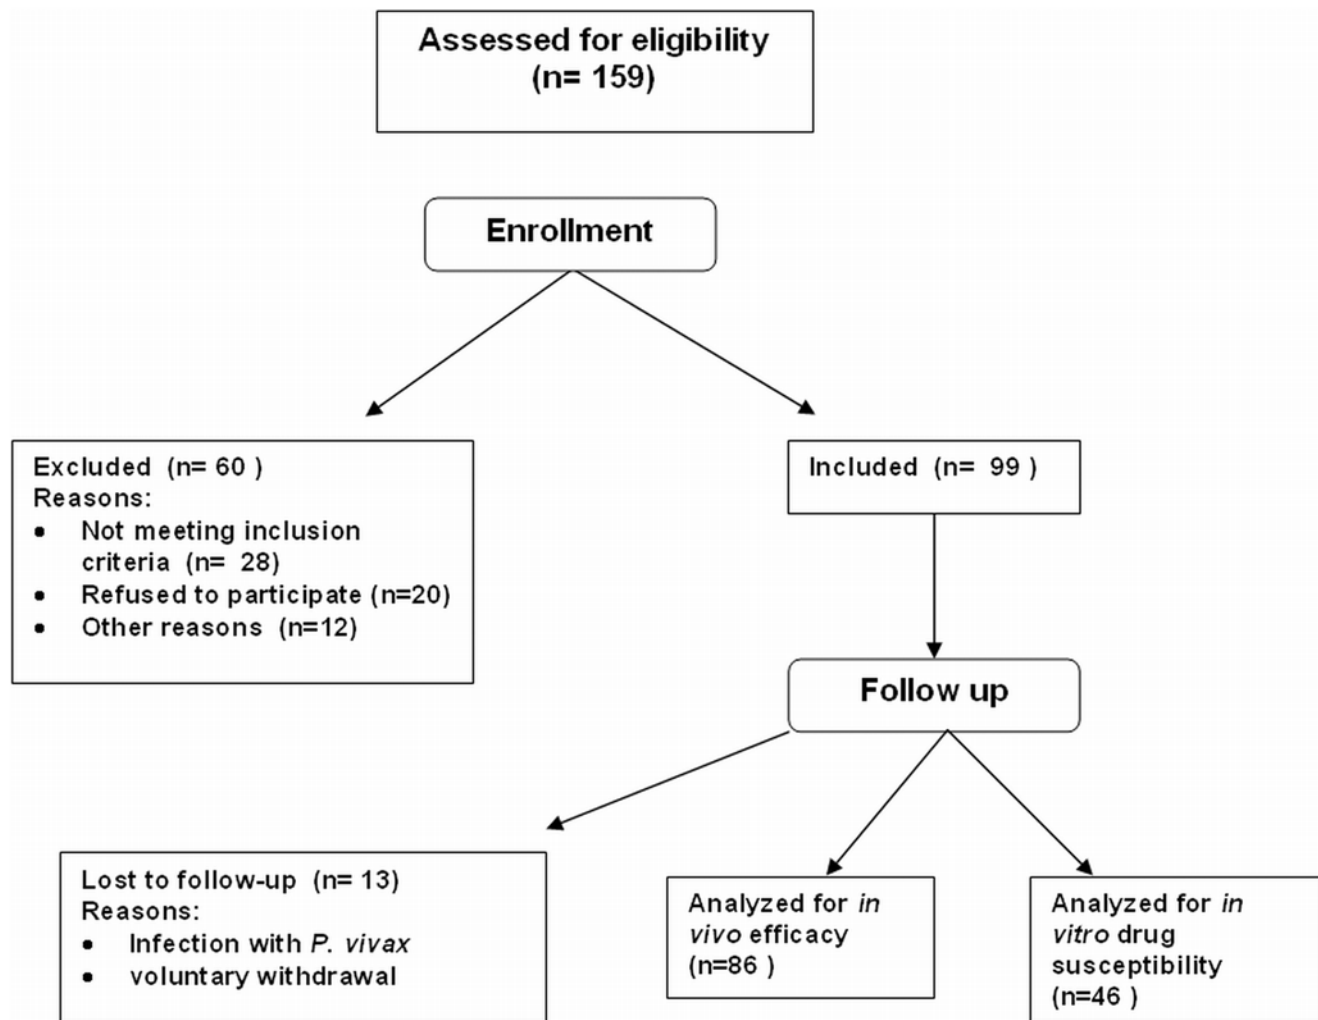 Assessed for eligibility
(n= 159)
Enrollment
Excluded (n= 60 )
Reasons:
• Not meeting inclusion
criteria (n= 28)
• Refused to participate (n=20)
• Other reasons (n=12)
Included (n= 99 )
Follow up
Lost to follow-up (n= 13)
Reasons:
• Infection with P. vivax
• voluntary withdrawal
Analyzed for in
vivo efficacy
(n=86 )
Analyzed for in
vitro drug
susceptibility
(n=46 )